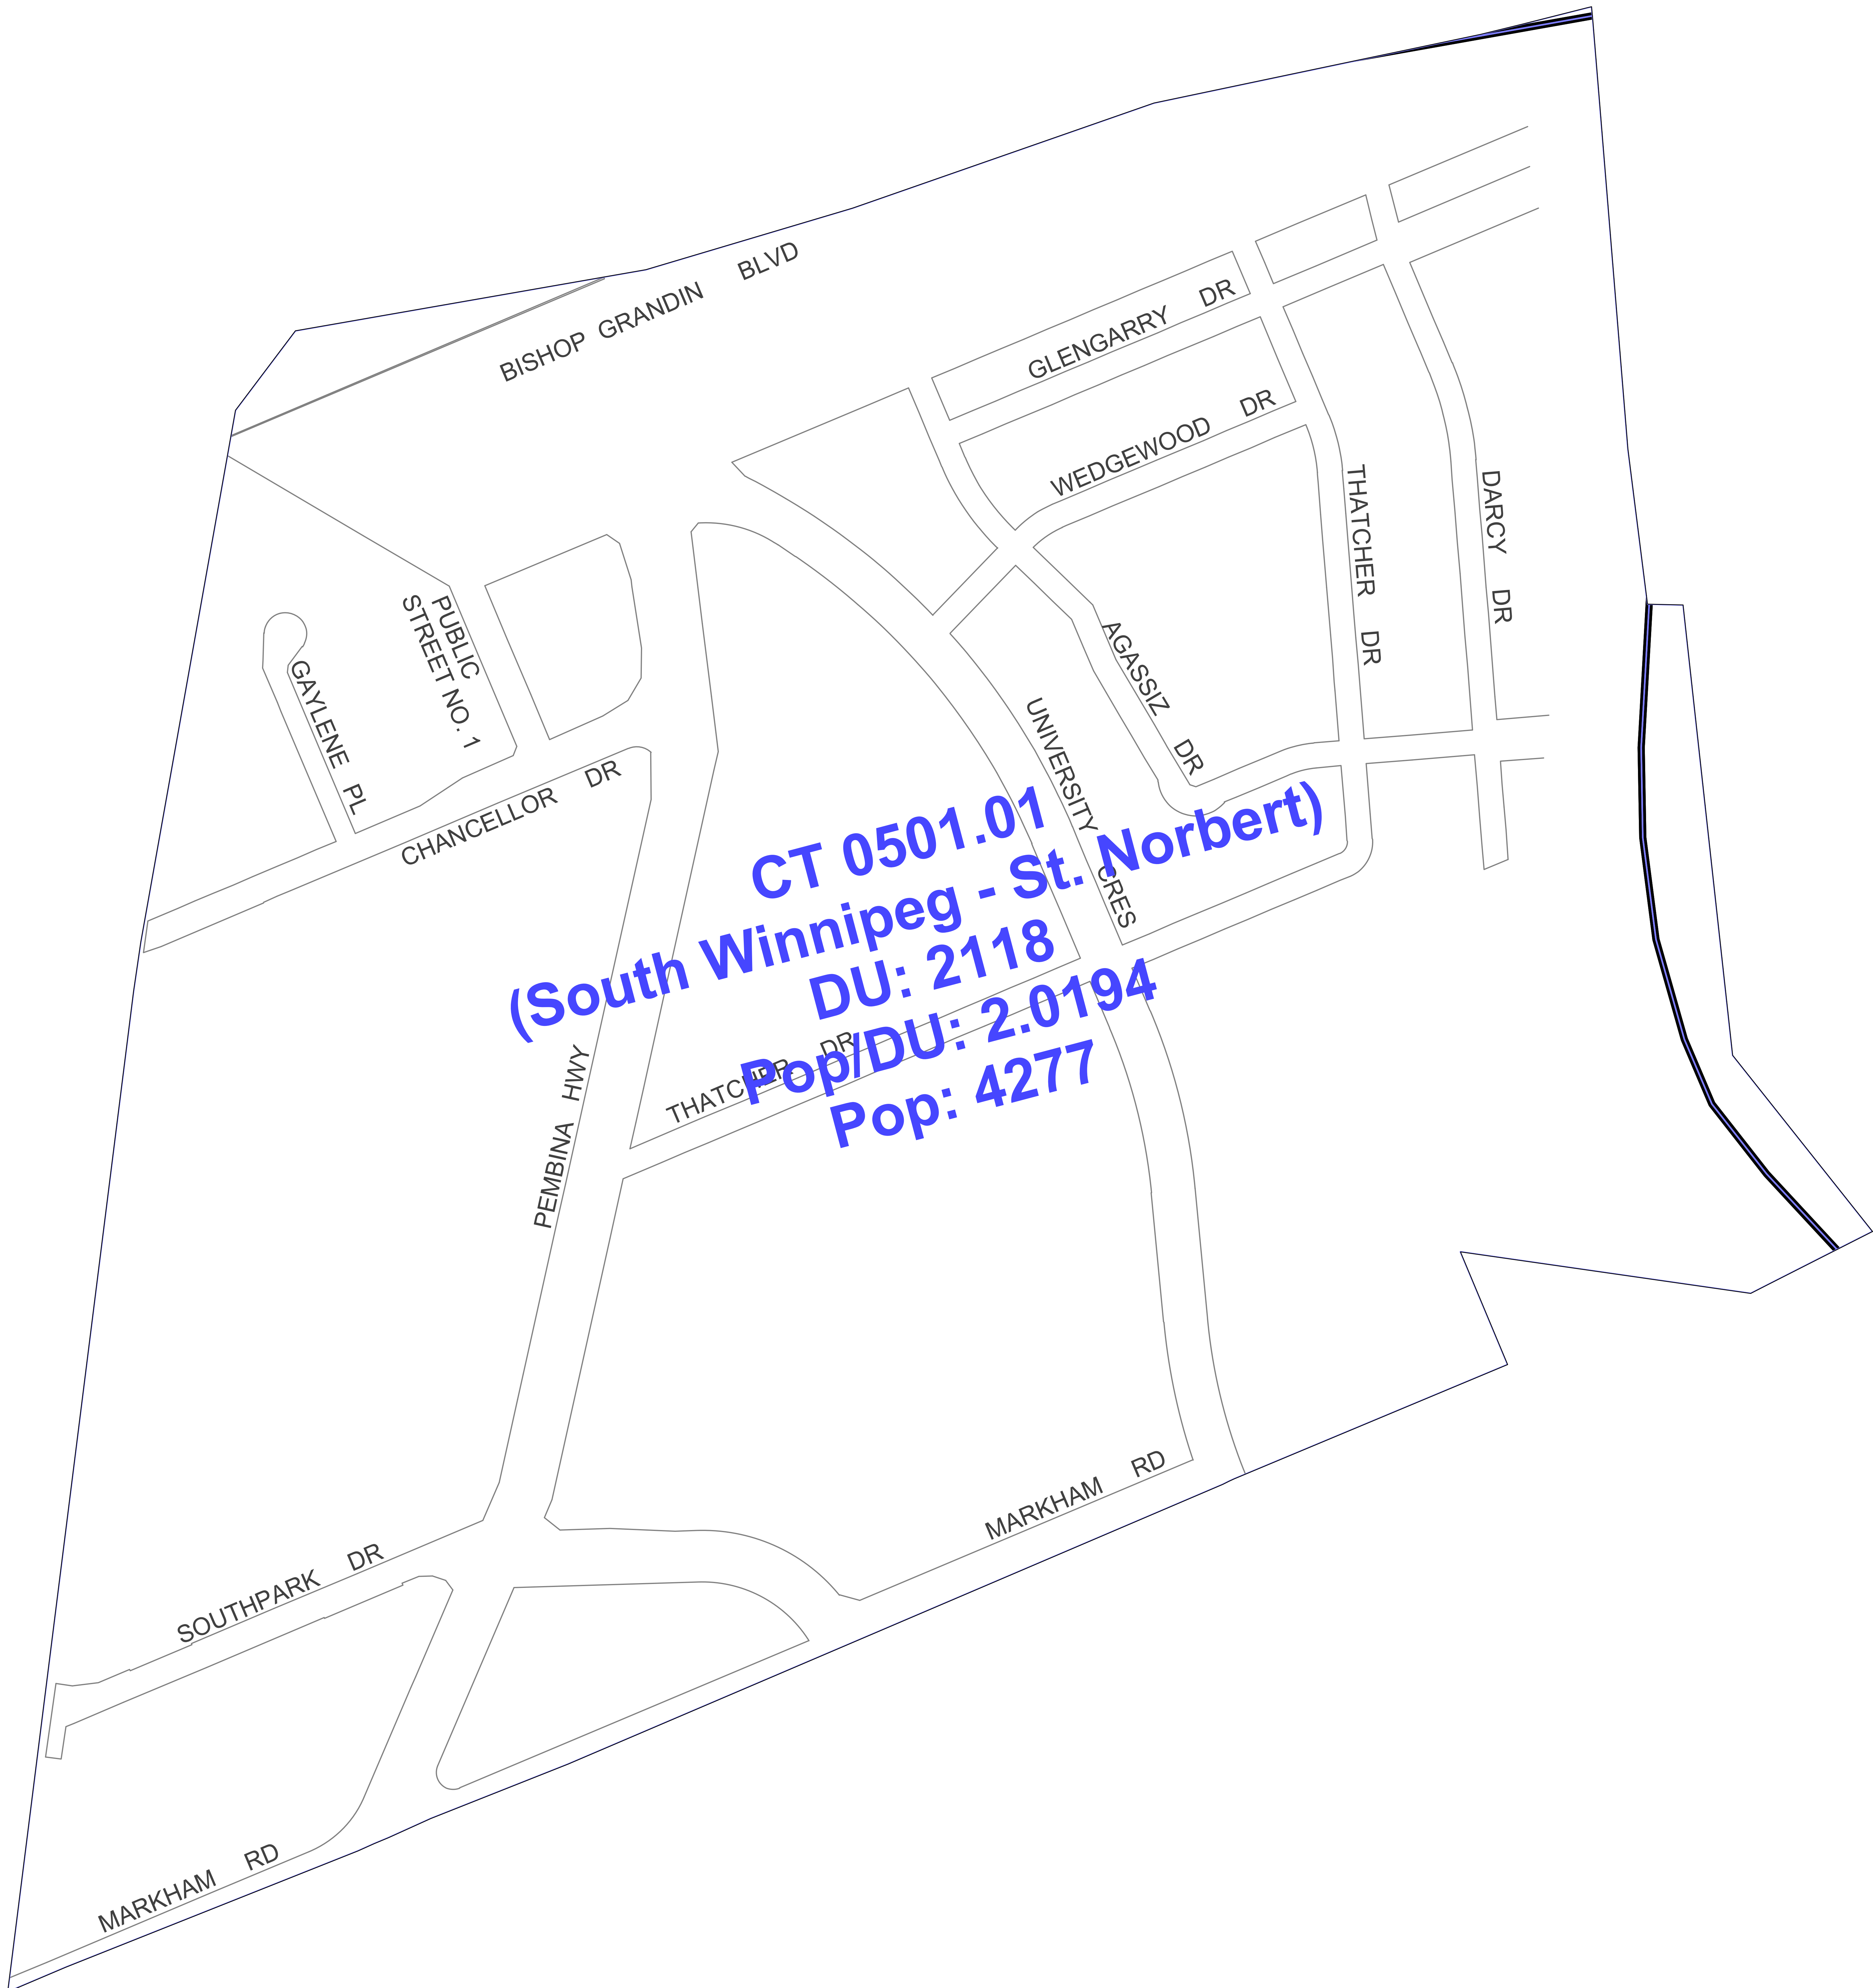 BISHOP GRANDIN BLVD
GLENGARRY DR
WEDGEWOOD DR
THATCHER DR
DARCY DR
PUBLIC
STREET NO. 1
GAYLENE PL
AGASSIZ DR
UNIVERSITY CRES
CHANCELLOR DR
CT 0501.01
(South Winnipeg - St. Norbert)
DU: 2118
Pop/DU: 2.0194
Pop: 4277
THATCHER DR
PEMBINA HWY
MARKHAM RD
SOUTHPARK DR
MARKHAM RD